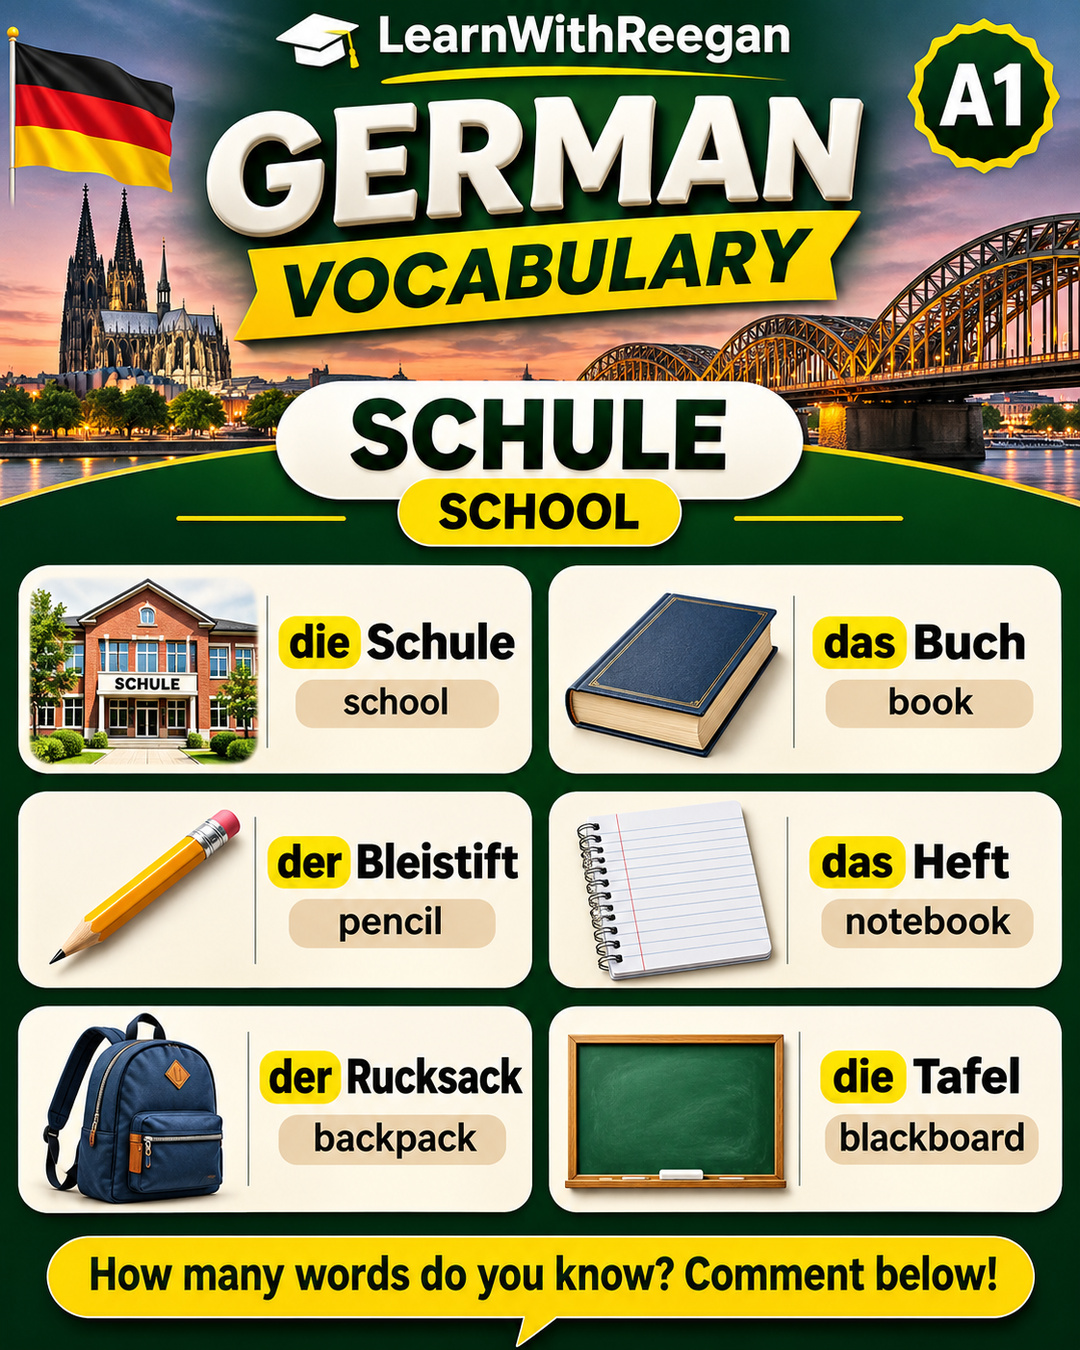 LearnWithReegan
A1
GERMAN
VOCABULARY
SCHULE
SCHOOL
SCHULE
die Schule
school
das Buch
book
der Bleistift
pencil
das Heft
notebook
der Rucksack
backpack
die Tafel
blackboard
How many words do you know? Comment below!